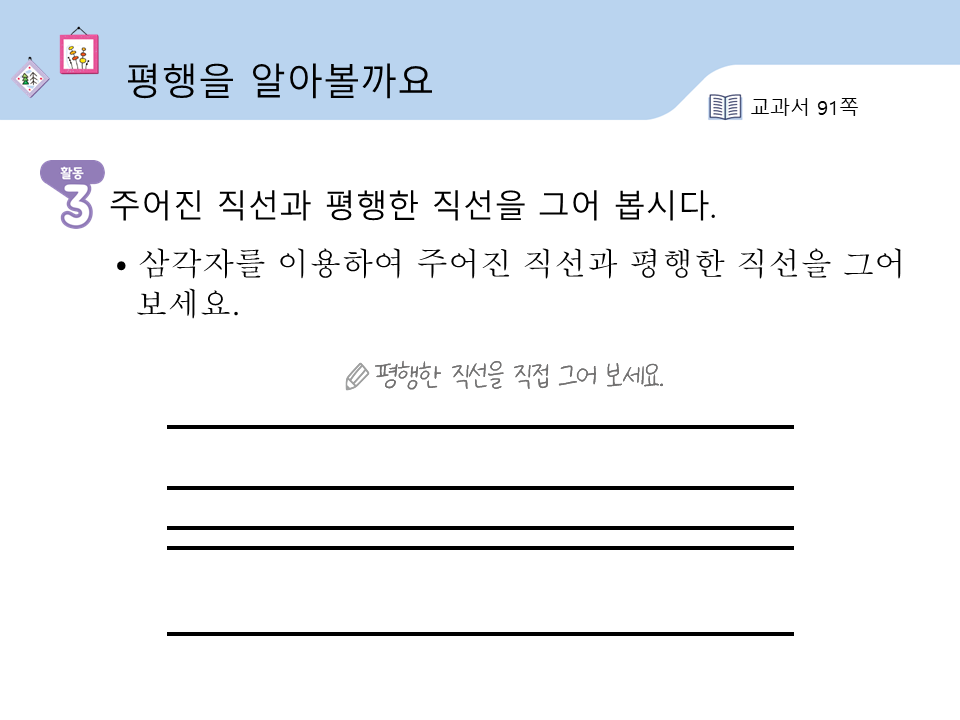 평행을 알아볼까요
교과서 91쪽
활동
3
주어진 직선과 평행한 직선을 그어 봅시다.
• 삼각자를 이용하여 주어진 직선과 평행한 직선을 그어
보세요.
평행한 직선을 직접 그어 보세요.